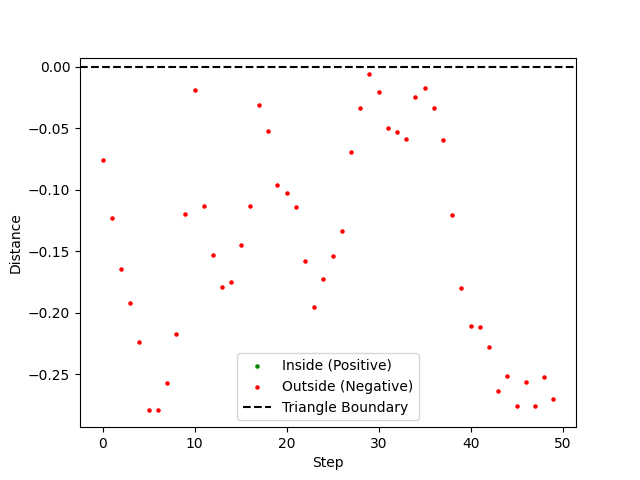 0.00
−0.05
−0.10
−0.15
−0.20
−0.25
Distance
Inside (Positive)
Outside (Negative)
Triangle Boundary
0 10 20 30 40 50
Step